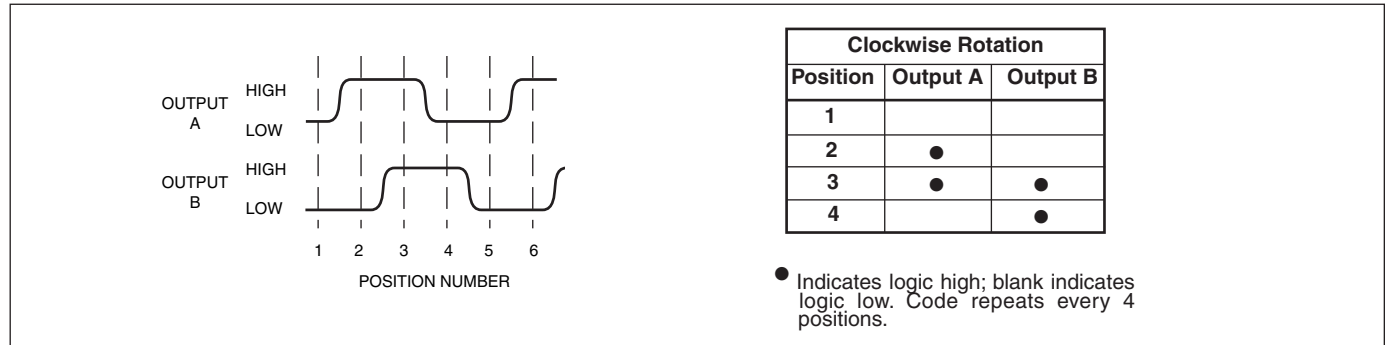 OUTPUT
A
HIGH
LOW
OUTPUT
B
HIGH
LOW
1 2 3 4 5 6
POSITION NUMBER
Clockwise Rotation
Position Output A Output B
1
2 ●
3 ● ●
4 ●
● Indicates logic high; blank indicates
logic low. Code repeats every 4
positions.